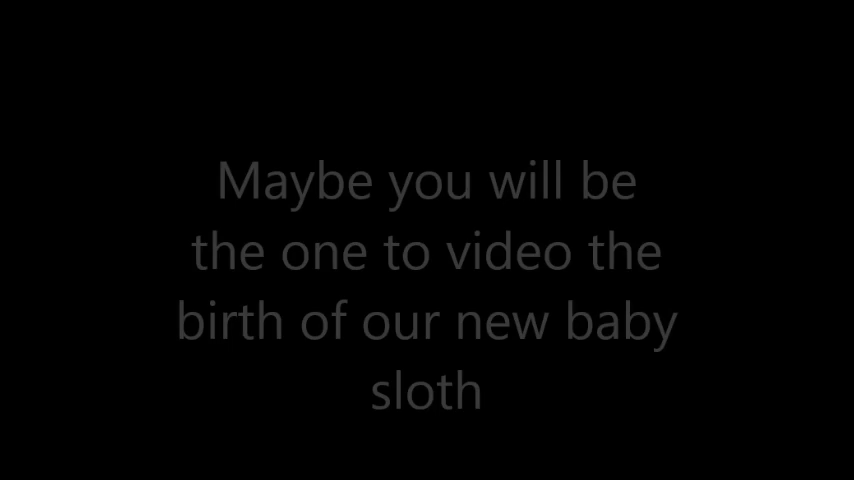 Maybe you will be
the one to video the
birth of our new baby
sloth